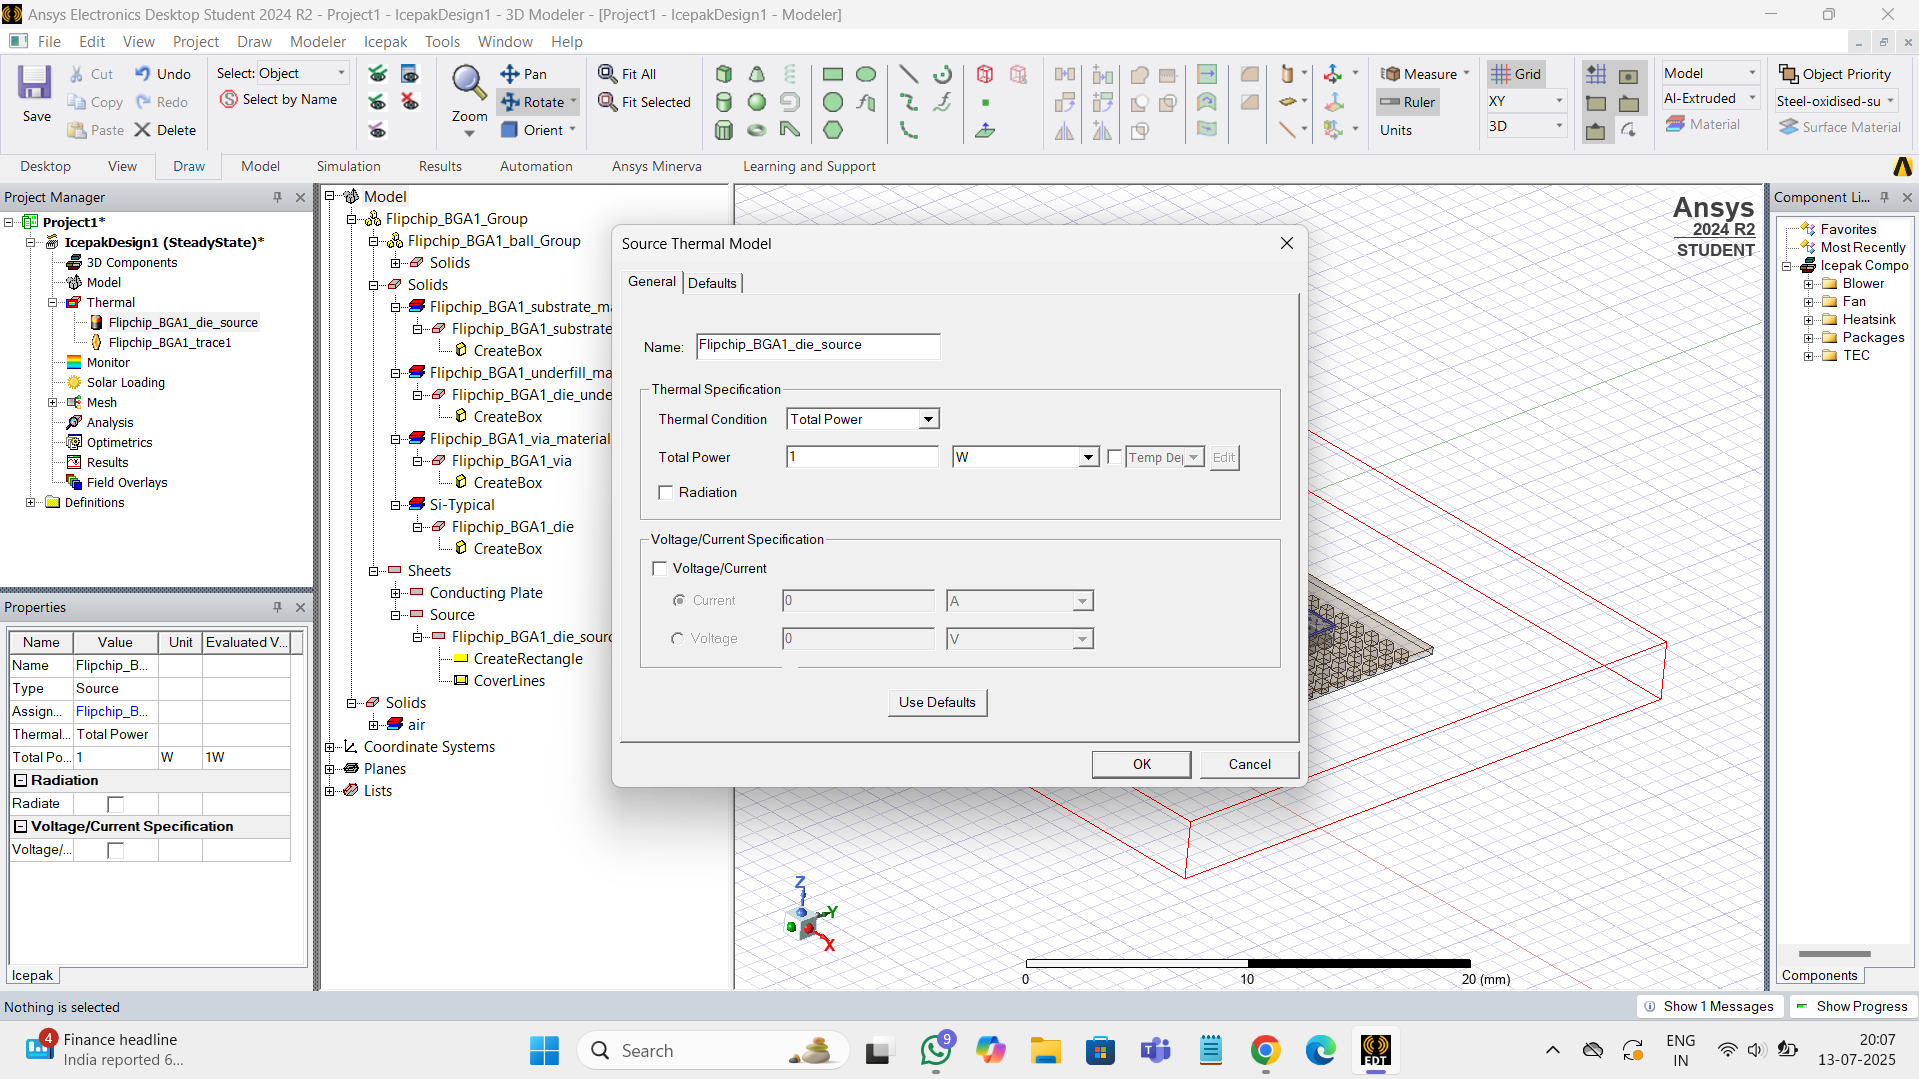 Ansys Electronics Desktop Student 2024 R2 - Project1 - IcepakDesign1 - 3D Modeler - [Project1 - IcepakDesign1 - Modeler]
File Edit View Project Draw Modeler Icepak Tools Window Help
Save
Cut
Copy
Paste
Undo
Redo
Delete
Select: Object
Select by Name
Zoom
Pan
Rotate
Orient
Fit All
Fit Selected
Measure
Ruler
Units
Grid
XY
3D
Model
Al-Extruded
Material
Object Priority
Steel-oxidised-su
Surface Material
Desktop View Draw Model Simulation Results Automation Ansys Minerva Learning and Support
Project Manager
Project1*
IcepakDesign1 (SteadyState)*
3D Components
Model
Thermal
Flipchip_BGA1_die_source
Flipchip_BGA1_trace1
Monitor
Solar Loading
Mesh
Analysis
Optimetrics
Results
Field Overlays
Definitions
Properties
Name Value Unit Evaluated V...
Name Flipchip_B...
Type Source
Assign... Flipchip_B...
Thermal... Total Power
Total Po... 1 W 1W
Radiation
Radiate
Voltage/Current Specification
Voltage/...
Icepak
Model
Flipchip_BGA1_Group
Flipchip_BGA1_ball_Group
Solids
Solids
Flipchip_BGA1_substrate_ma
Flipchip_BGA1_substrate
CreateBox
Flipchip_BGA1_underfill_ma
Flipchip_BGA1_die_unde
CreateBox
Flipchip_BGA1_via_material
Flipchip_BGA1_via
CreateBox
Si-Typical
Flipchip_BGA1_die
CreateBox
Sheets
Conducting Plate
Source
Flipchip_BGA1_die_sourc
CreateRectangle
CoverLines
Solids
air
Coordinate Systems
Planes
Lists
Source Thermal Model
General Defaults
Name: Flipchip_BGA1_die_source
Thermal Specification
Thermal Condition Total Power
Total Power 1 W Temp De Edit
Radiation
Voltage/Current Specification
Voltage/Current
Current 0 A
Voltage 0 V
Use Defaults
OK Cancel
Ansys
2024 R2
STUDENT
Z
Y
X
0 10 20 (mm)
Component Li...
Favorites
Most Recently
Icepak Compo
Blower
Fan
Heatsink
Packages
TEC
Components
Nothing is selected
Show 1 Messages
Show Progress
4
Finance headline
India reported 6...
Search
9
EDT
ENG
IN
20:07
13-07-2025